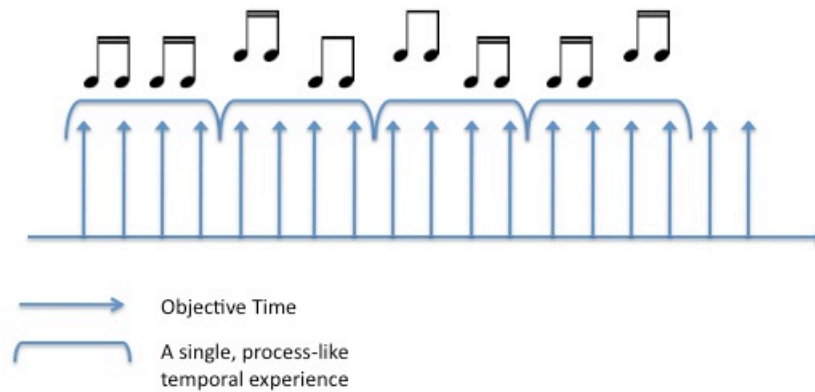 Objective Time
A single, process-like
temporal experience